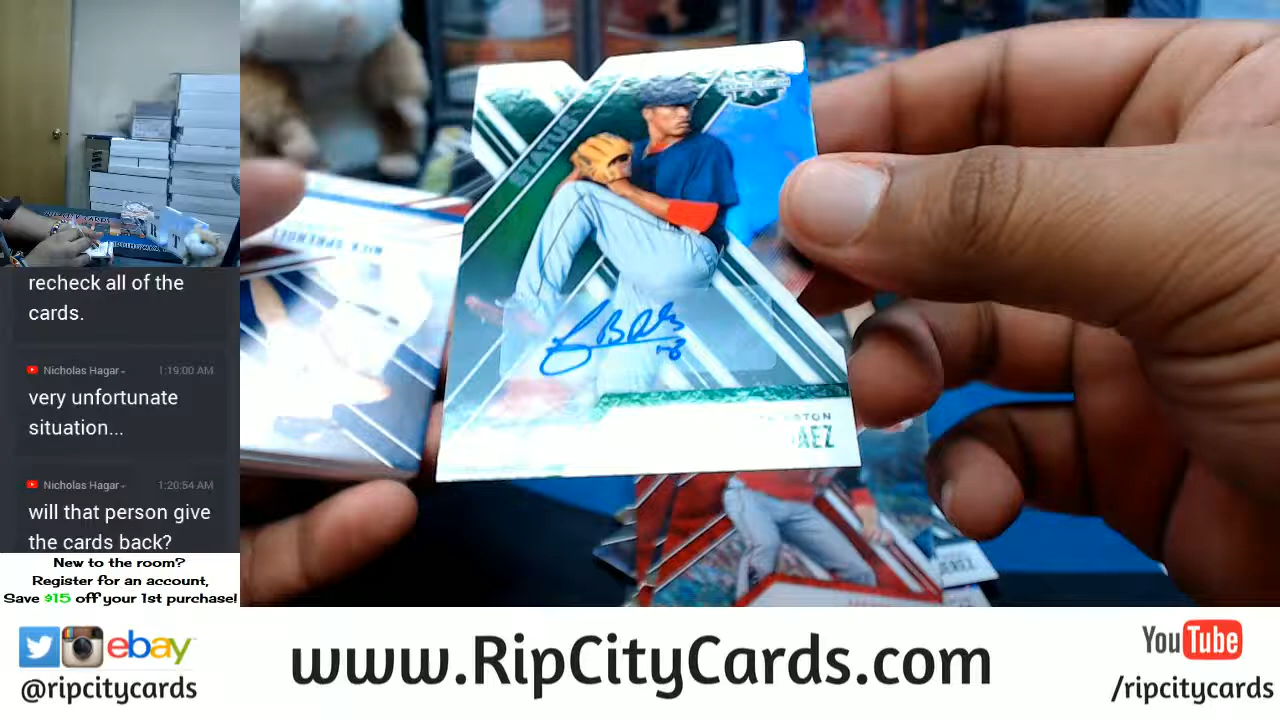 recheck all of the
cards.
Nicholas Hagar 1:19:00 AM
very unfortunate
situation...
Nicholas Hagar 1:20:54 AM
will that person give
the cards back?
New to the room?
Register for an account,
Save $15 off your 1st purchase!
STATUS
AEZ
ebay
@ripcitycards
www.RipCityCards.com
YouTube
/ripcitycards